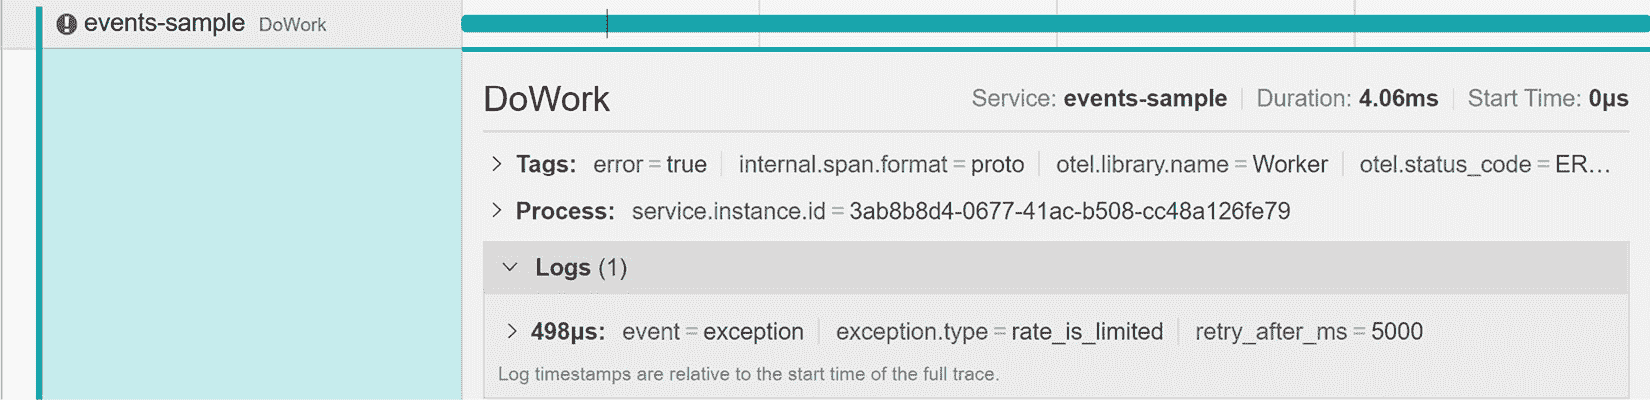 events-sample DoWork
DoWork Service: events-sample Duration: 4.06ms Start Time: 0μs
Tags: error = true internal.span.format = proto otel.library.name = Worker otel.status_code = ER…
Process: service.instance.id = 3ab8b8d4-0677-41ac-b508-cc48a126fe79
Logs (1)
498μs: event = exception exception.type = rate_is_limited retry_after_ms = 5000
Log timestamps are relative to the start time of the full trace.